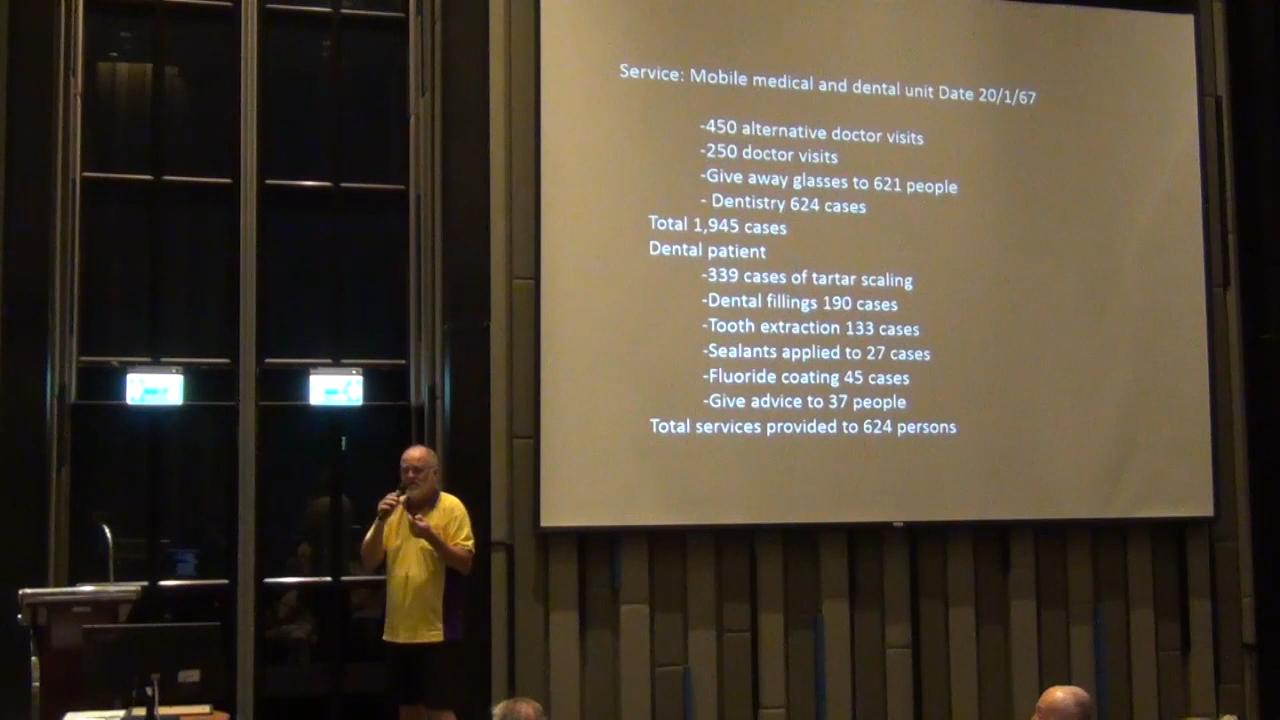 Service: Mobile medical and dental unit Date 20/1/67
-450 alternative doctor visits
-250 doctor visits
-Give away glasses to 621 people
- Dentistry 624 cases
Total 1,945 cases
Dental patient
-339 cases of tartar scaling
-Dental fillings 190 cases
-Tooth extraction 133 cases
-Sealants applied to 27 cases
-Fluoride coating 45 cases
-Give advice to 37 people
Total services provided to 624 persons